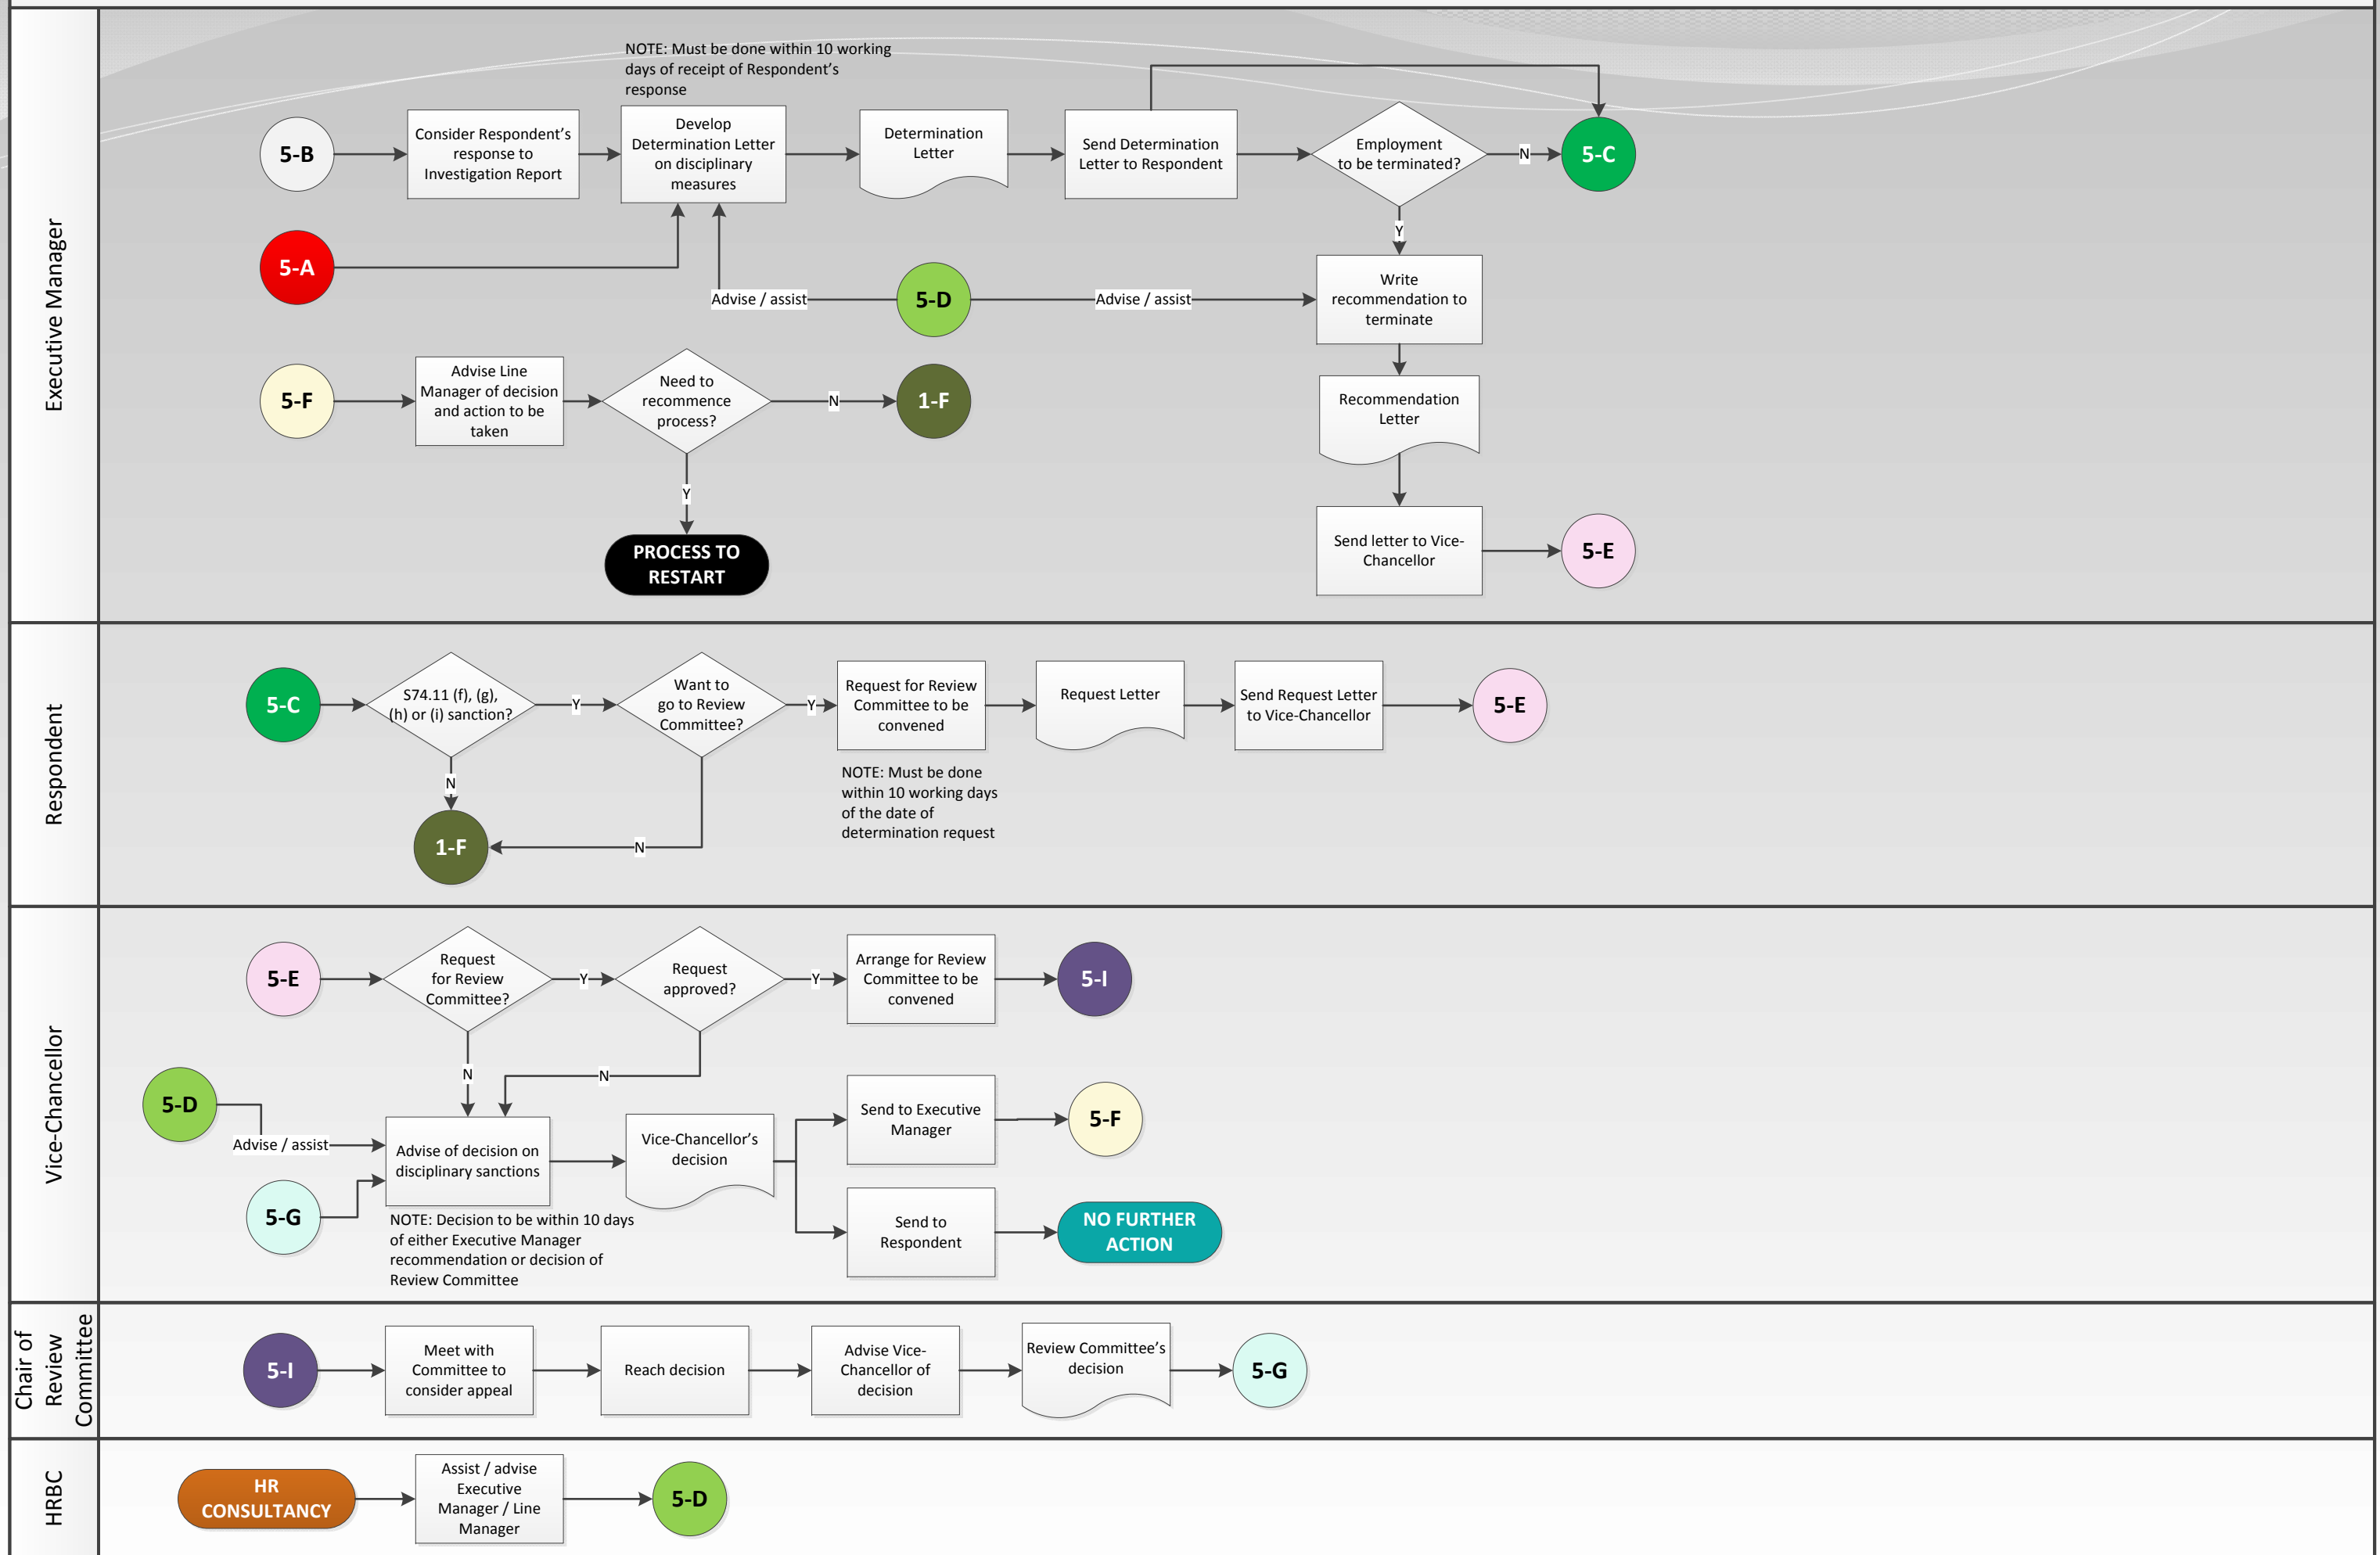 Executive Manager
NOTE: Must be done within 10 working
days of receipt of Respondent's
response
5-B
Consider Respondent's
response to
Investigation Report
Develop
Determination Letter
on disciplinary
measures
Determination
Letter
Send Determination
Letter to Respondent
Employment
to be terminated?
N
5-C
Y
5-A
Advise / assist
5-D
Advise / assist
Write
recommendation to
terminate
5-F
Advise Line
Manager of decision
and action to be
taken
Need to
recommence
process?
N
1-F
Y
PROCESS TO
RESTART
Recommendation
Letter
Send letter to Vice-
Chancellor
5-E
Respondent
5-C
S74.11 (f), (g),
(h) or (i) sanction?
Y
Want to
go to Review
Committee?
Y
Request for Review
Committee to be
convened
Request Letter
Send Request Letter
to Vice-Chancellor
5-E
N
NOTE: Must be done
within 10 working days
of the date of
determination request
1-F
N
Vice-Chancellor
5-E
Request
for Review
Committee?
Y
Request
approved?
Y
Arrange for Review
Committee to be
convened
5-I
N
N
5-D
Advise / assist
Advise of decision on
disciplinary sanctions
Vice-Chancellor's
decision
Send to Executive
Manager
5-F
5-G
NOTE: Decision to be within 10 days
of either Executive Manager
recommendation or decision of
Review Committee
Send to
Respondent
NO FURTHER
ACTION
Chair of
Review
Committee
5-I
Meet with
Committee to
consider appeal
Reach decision
Advise Vice-
Chancellor of
decision
Review Committee's
decision
5-G
HRBC
HR
CONSULTANCY
Assist / advise
Executive
Manager / Line
Manager
5-D